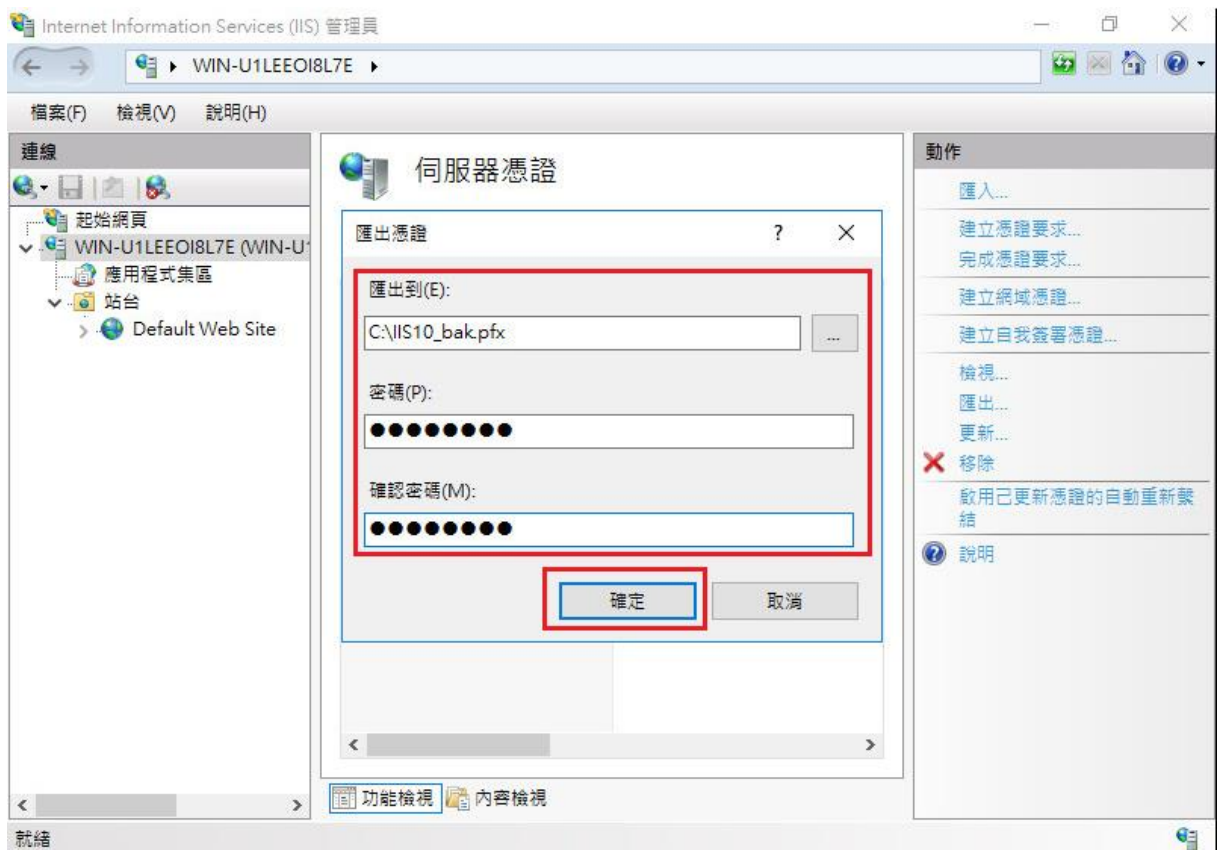 Internet Information Services (IIS) 管理員
WIN-U1LEEOI8L7E
檔案(F) 檢視(V) 說明(H)
連線
起始網頁
WIN-U1LEEOI8L7E (WIN-U1
應用程式集區
站台
Default Web Site
伺服器憑證
匯出憑證
匯出到(E):
C:\IIS10_bak.pfx
...
密碼(P):
●●●●●●●●
確認密碼(M):
●●●●●●●●
確定 取消
功能檢視 內容檢視
動作
匯入...
建立憑證要求...
完成憑證要求...
建立網域憑證...
建立自我簽署憑證...
檢視...
匯出...
更新...
移除
啟用已更新憑證的自動重新繫
結
說明
就緒